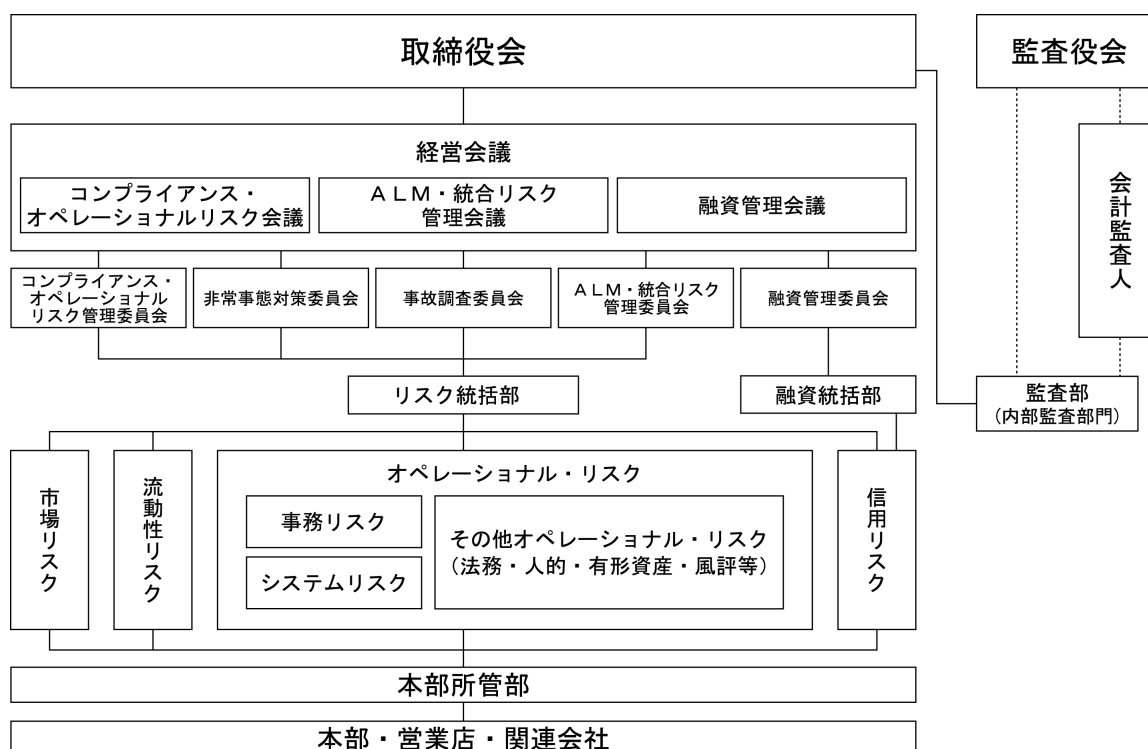 取締役会
監査役会
経営会議
コンプライアンス・
オペレーショナルリスク会議
ＡＬＭ・統合リスク
管理会議
融資管理会議
会計監査人
コンプライアンス・
オペレーショナル
リスク管理委員会
非常事態対策委員会
事故調査委員会
ＡＬＭ・統合リスク
管理委員会
融資管理委員会
リスク統括部
融資統括部
監査部
（内部監査部門）
市場リスク
流動性リスク
オペレーショナル・リスク
事務リスク
システムリスク
その他オペレーショナル・リスク
（法務・人的・有形資産・風評等）
信用リスク
本部所管部
本部・営業店・関連会社